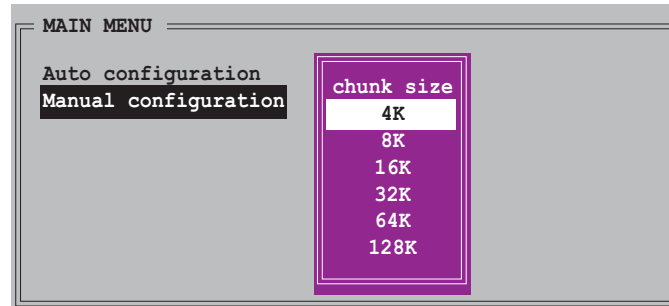 MAIN MENU
Auto configuration
Manual configuration
chunk size
4K
8K
16K
32K
64K
128K